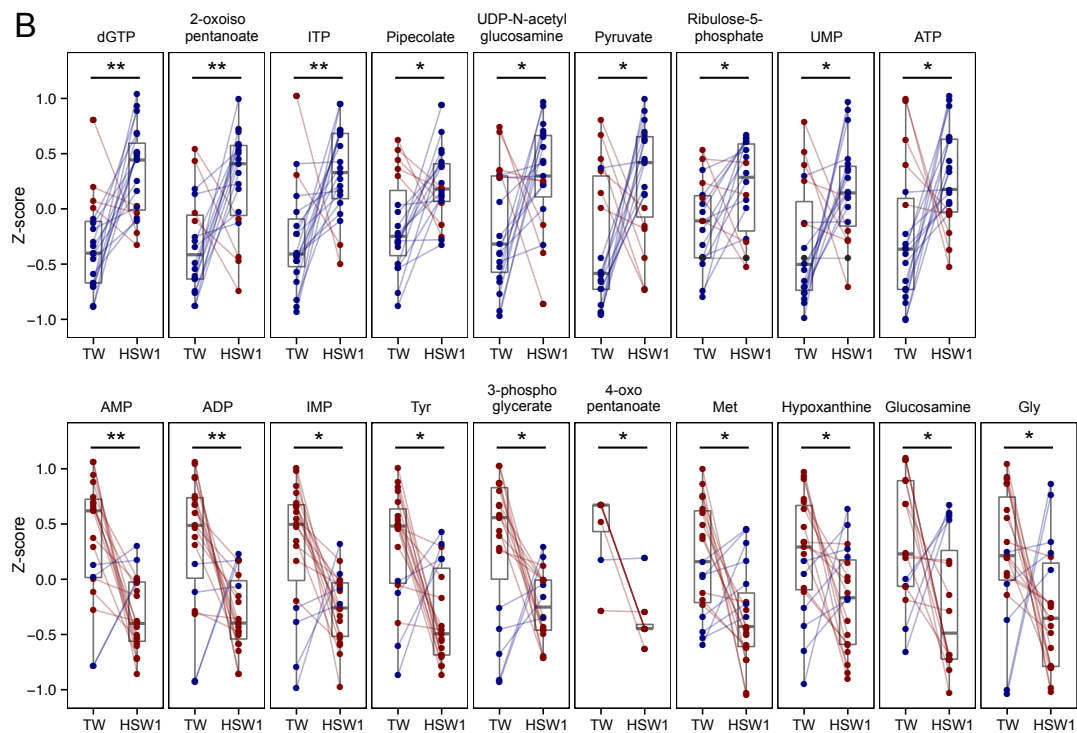 B
dGTP
2-oxoiso
pentanoate
ITP
Pipecolate
UDP-N-acetyl
glucosamine
Pyruvate
Ribulose-5-
phosphate
UMP
ATP
** ** ** * * * * * *
Z-score
1.0
0.5
0.0
−0.5
−1.0
TW HSW1 TW HSW1 TW HSW1 TW HSW1 TW HSW1 TW HSW1 TW HSW1 TW HSW1 TW HSW1
AMP
ADP
IMP
Tyr
3-phospho
glycerate
4-oxo
pentanoate
Met
Hypoxanthine
Glucosamine
Gly
** ** * * * * * * * *
Z-score
1.0
0.5
0.0
−0.5
−1.0
TW HSW1 TW HSW1 TW HSW1 TW HSW1 TW HSW1 TW HSW1 TW HSW1 TW HSW1 TW HSW1 TW HSW1